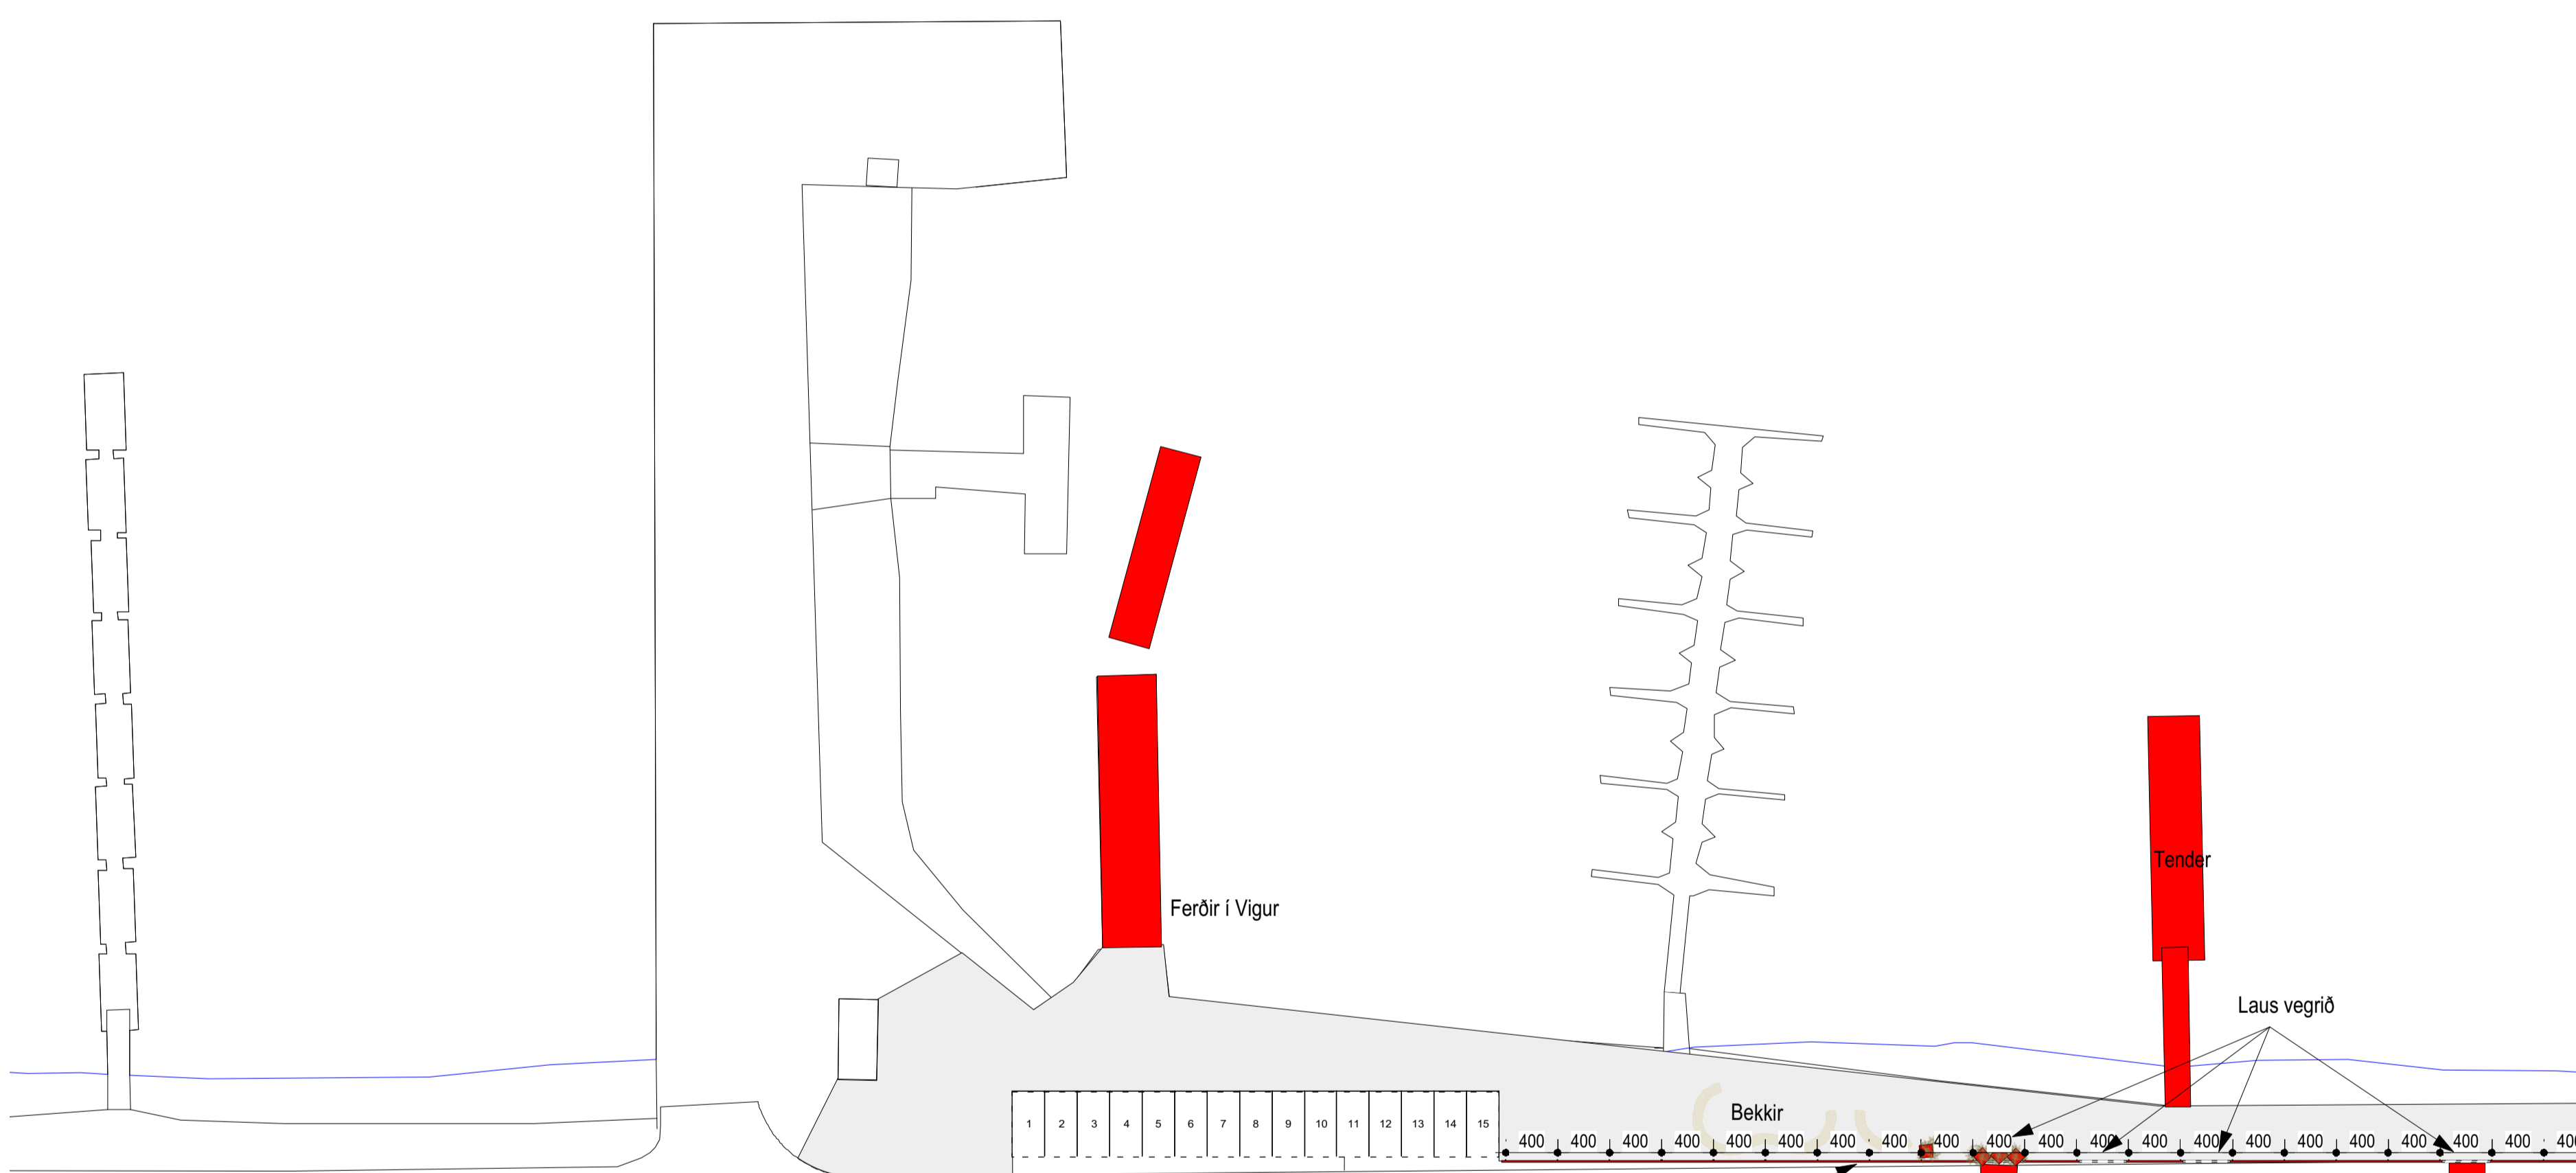 Tender
Ferðir í Vigur
Laus vegrið
Bekkir
1 2 3 4 5 6 7 8 9 10 11 12 13 14 15
400 400 400 400 400 400 400 400 400 400 400 400 400 400 400 400 400 400 400 400